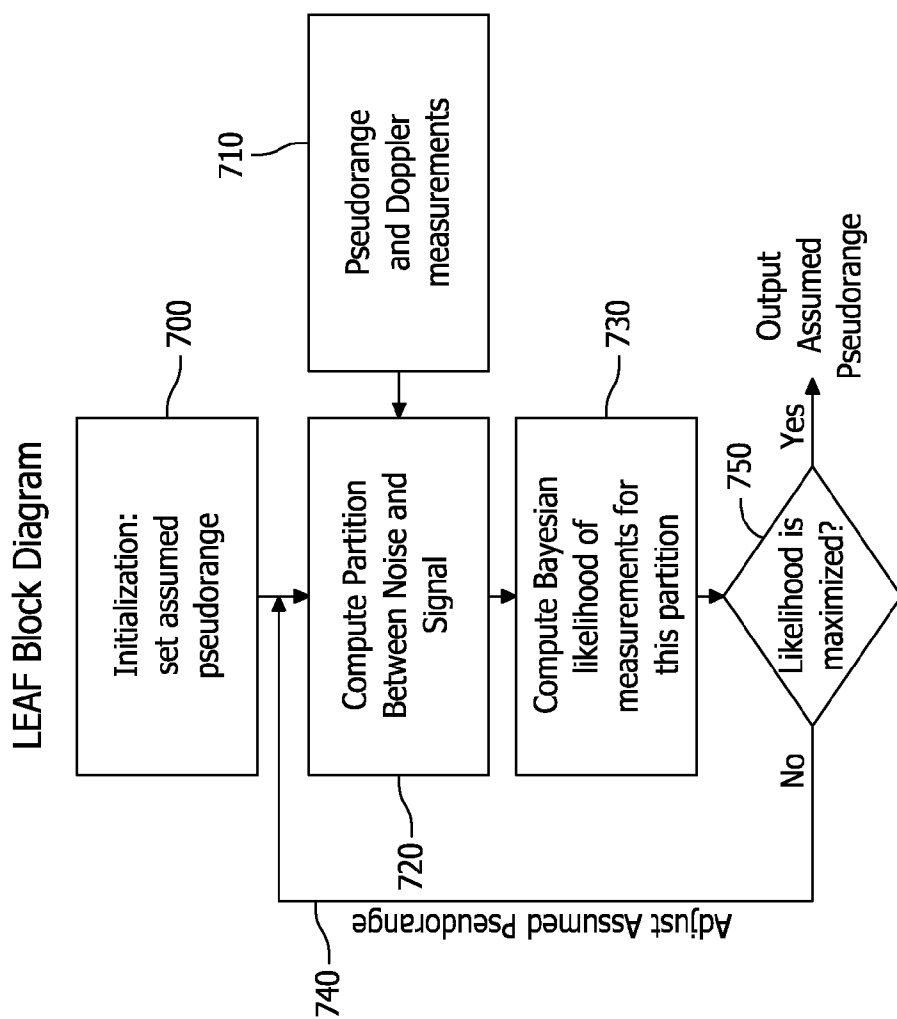 LEAF Block Diagram
700
Initialization:
set assumed
pseudorange
710
Pseudorange
and Doppler
measurements
Compute Partition
Between Noise and
Signal
720
730
Compute Bayesian
likelihood of
measurements for
this partition
740
Adjust Assumed Pseudorange
750
Likelihood is
maximized?
No
Yes
Output
Assumed
Pseudorange